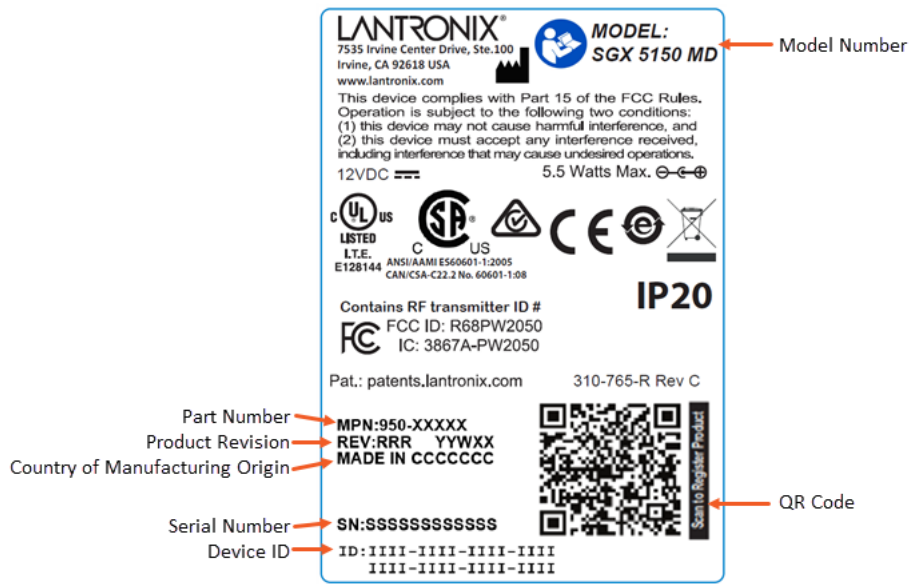 LANTRONIX®
7535 Irvine Center Drive, Ste.100
Irvine, CA 92618 USA
www.lantronix.com
MODEL:
SGX 5150 MD
Model Number
This device complies with Part 15 of the FCC Rules.
Operation is subject to the following two conditions:
(1) this device may not cause harmful interference, and
(2) this device must accept any interference received,
including interference that may cause undesired operations.
12VDC
5.5 Watts Max.
C UL US
LISTED
I.T.E.
E128144
SA
C US
ANSI/AAMI ES60601-1:2005
CAN/CSA-C22.2 No. 60601-1:08
CE
e
IP20
Contains RF transmitter ID #
FC FCC ID: R68PW2050
IC: 3867A-PW2050
Pat.: patents.lantronix.com
310-765-R Rev C
Part Number
MPN:950-XXXXX
Product Revision
REV:RRR YYWXX
Country of Manufacturing Origin
MADE IN CCCCCCC
Scan to Register Product
QR Code
Serial Number
SN:SSSSSSSSSSSS
Device ID
ID:IIII-IIII-IIII-IIII
IIII-IIII-IIII-IIII